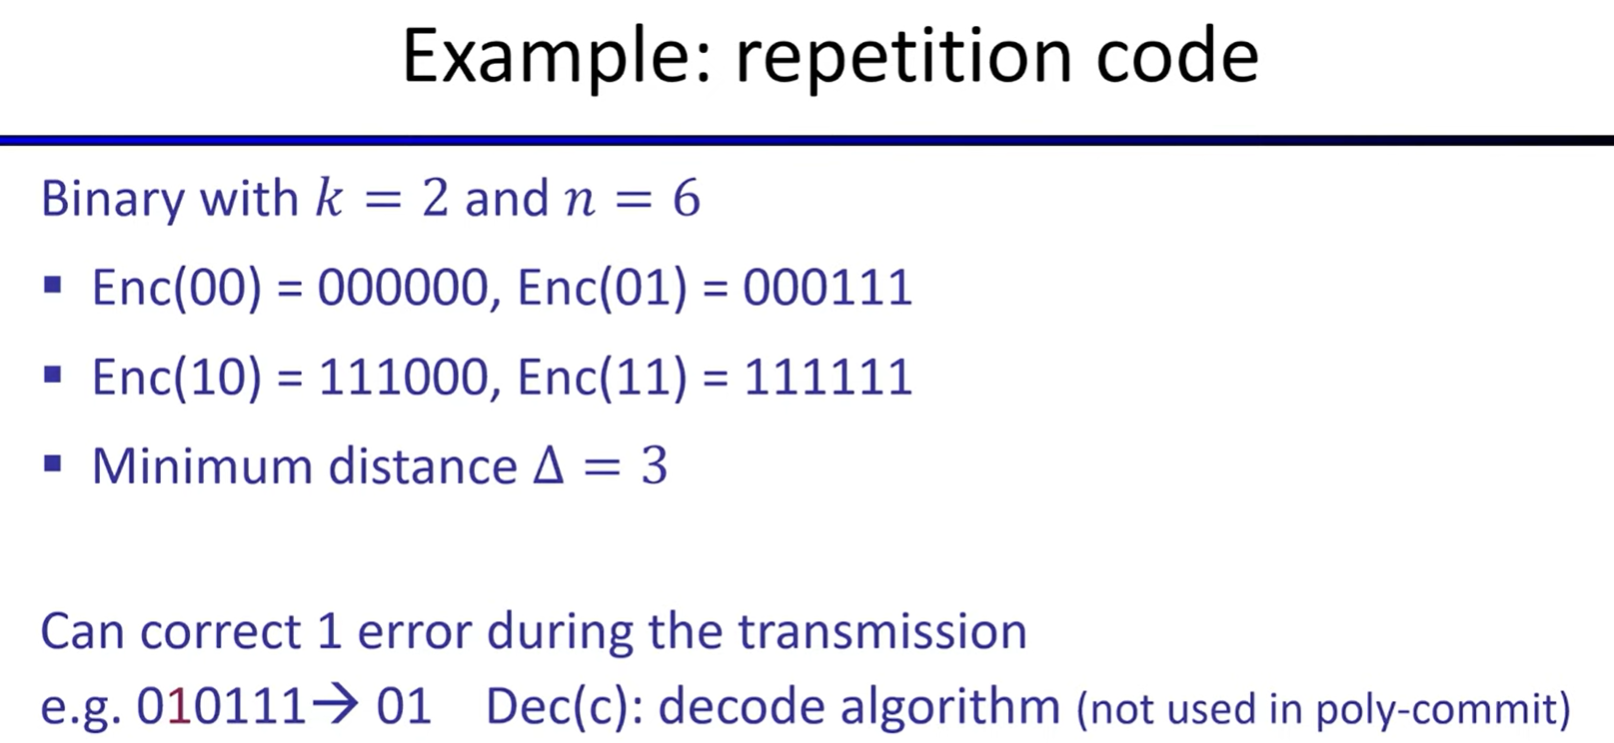 Example: repetition code
Binary with k = 2 and n = 6
▪ Enc(00) = 000000, Enc(01) = 000111
▪ Enc(10) = 111000, Enc(11) = 111111
▪ Minimum distance Δ = 3
Can correct 1 error during the transmission
e.g. 010111→ 01 Dec(c): decode algorithm (not used in poly-commit)